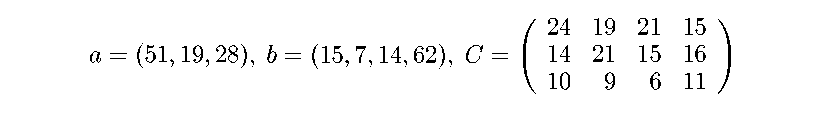 a = (51, 19, 28), b = (15, 7, 14, 62), C = ( 24 19 21 15
14 21 15 16
10 9 6 11 )